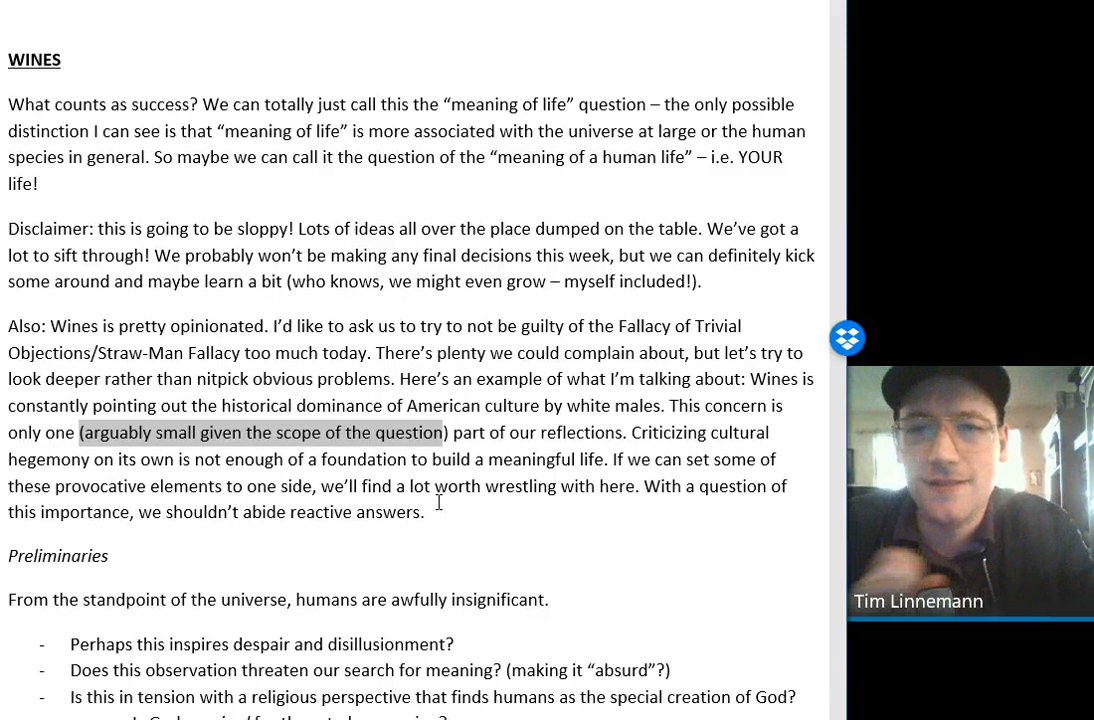 WINES
What counts as success? We can totally just call this the “meaning of life” question – the only possible
distinction I can see is that “meaning of life” is more associated with the universe at large or the human
species in general. So maybe we can call it the question of the “meaning of a human life” – i.e. YOUR
life!
Disclaimer: this is going to be sloppy! Lots of ideas all over the place dumped on the table. We’ve got a
lot to sift through! We probably won’t be making any final decisions this week, but we can definitely kick
some around and maybe learn a bit (who knows, we might even grow – myself included!).
Also: Wines is pretty opinionated. I’d like to ask us to try to not be guilty of the Fallacy of Trivial
Objections/Straw-Man Fallacy too much today. There’s plenty we could complain about, but let’s try to
look deeper rather than nitpick obvious problems. Here’s an example of what I’m talking about: Wines is
constantly pointing out the historical dominance of American culture by white males. This concern is
only one (arguably small given the scope of the question) part of our reflections. Criticizing cultural
hegemony on its own is not enough of a foundation to build a meaningful life. If we can set some of
these provocative elements to one side, we’ll find a lot worth wrestling with here. With a question of
this importance, we shouldn’t abide reactive answers.
Preliminaries
From the standpoint of the universe, humans are awfully insignificant.
- Perhaps this inspires despair and disillusionment?
- Does this observation threaten our search for meaning? (making it “absurd”?)
- Is this in tension with a religious perspective that finds humans as the special creation of God?
Tim Linnemann